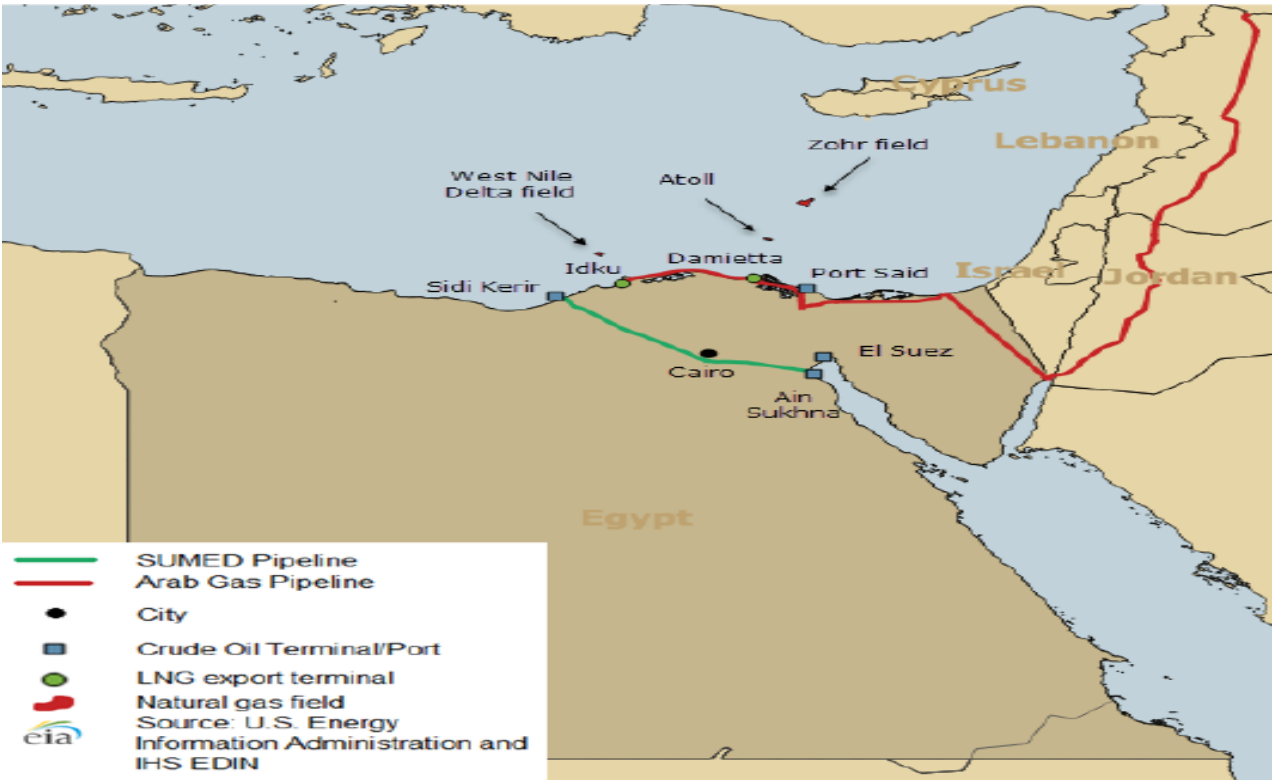 Cyprus
Lebanon
Zohr field
West Nile
Delta field
Atoll
Idku
Damietta
Sidi Kerir
Port Said
Israel
Jordan
El Suez
Cairo
Ain
Sukhna
Egypt
SUMED Pipeline
Arab Gas Pipeline
City
Crude Oil Terminal/Port
LNG export terminal
Natural gas field
eia
Source: U.S. Energy
Information Administration and
IHS EDIN